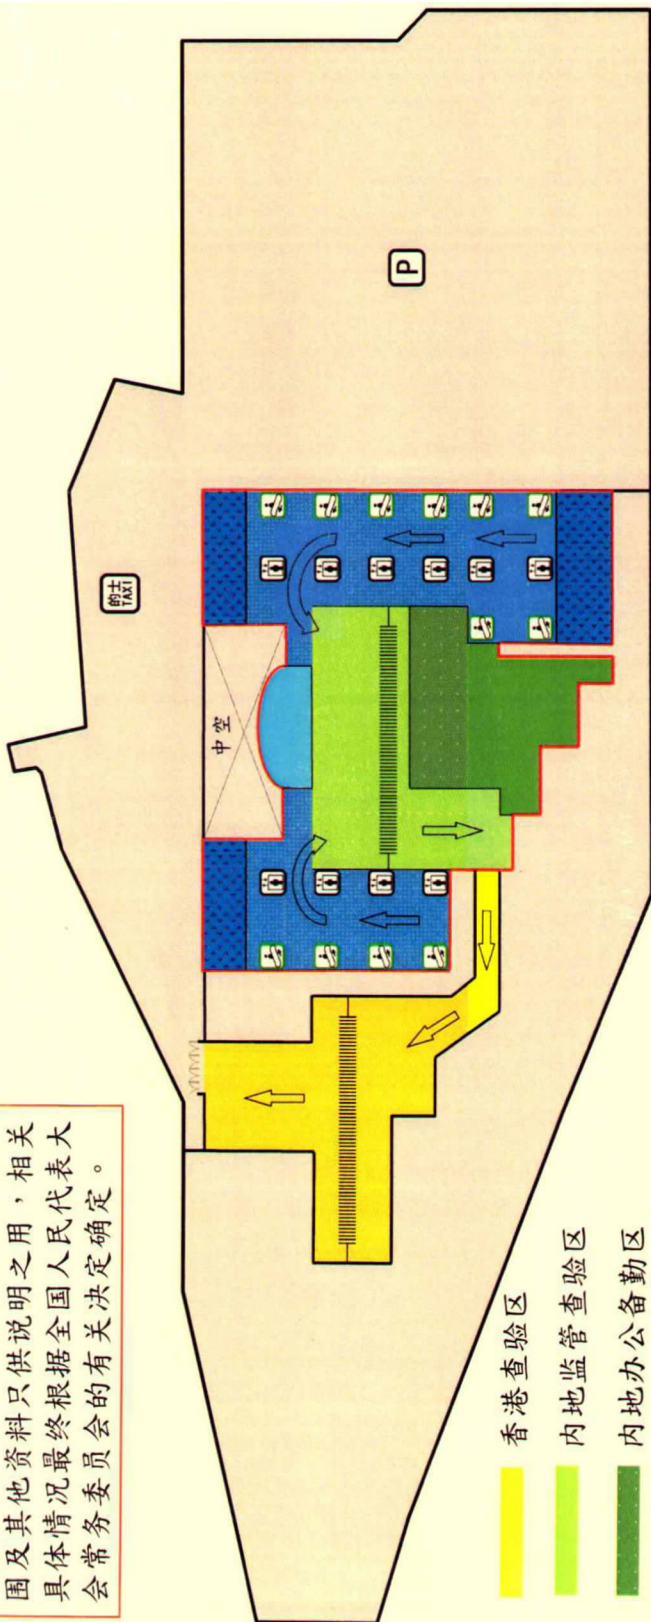 围及其他资料只供说明之用，相关
具体情况最终根据全国人民代表大
会常务委员会的有关决定确定。
的士
TAXI
P
中空
香港查验区
内地监管查验区
内地办公备勤区